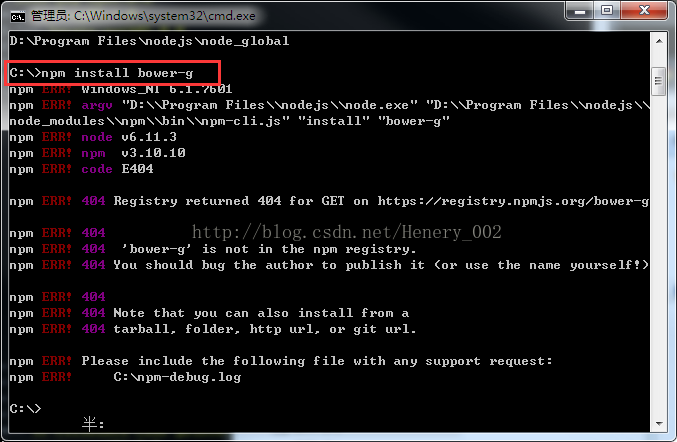 管理员: C:\Windows\system32\cmd.exe
D:\Program Files\nodejs\node_global
C:\>npm install bower-g
npm ERR! Windows_NT 6.1.7601
npm ERR! argv "D:\\Program Files\\nodejs\\node.exe" "D:\\Program Files\\nodejs\\
node_modules\\npm\\bin\\npm-cli.js" "install" "bower-g"
npm ERR! node v6.11.3
npm ERR! npm  v3.10.10
npm ERR! code E404
npm ERR! 404 Registry returned 404 for GET on https://registry.npmjs.org/bower-g
npm ERR! 404
http://blog.csdn.net/Henery_002
npm ERR! 404  'bower-g' is not in the npm registry.
npm ERR! 404 You should bug the author to publish it (or use the name yourself!)
npm ERR! 404
npm ERR! 404 Note that you can also install from a
npm ERR! 404 tarball, folder, http url, or git url.
npm ERR! Please include the following file with any support request:
npm ERR!     C:\npm-debug.log
C:\>
半: